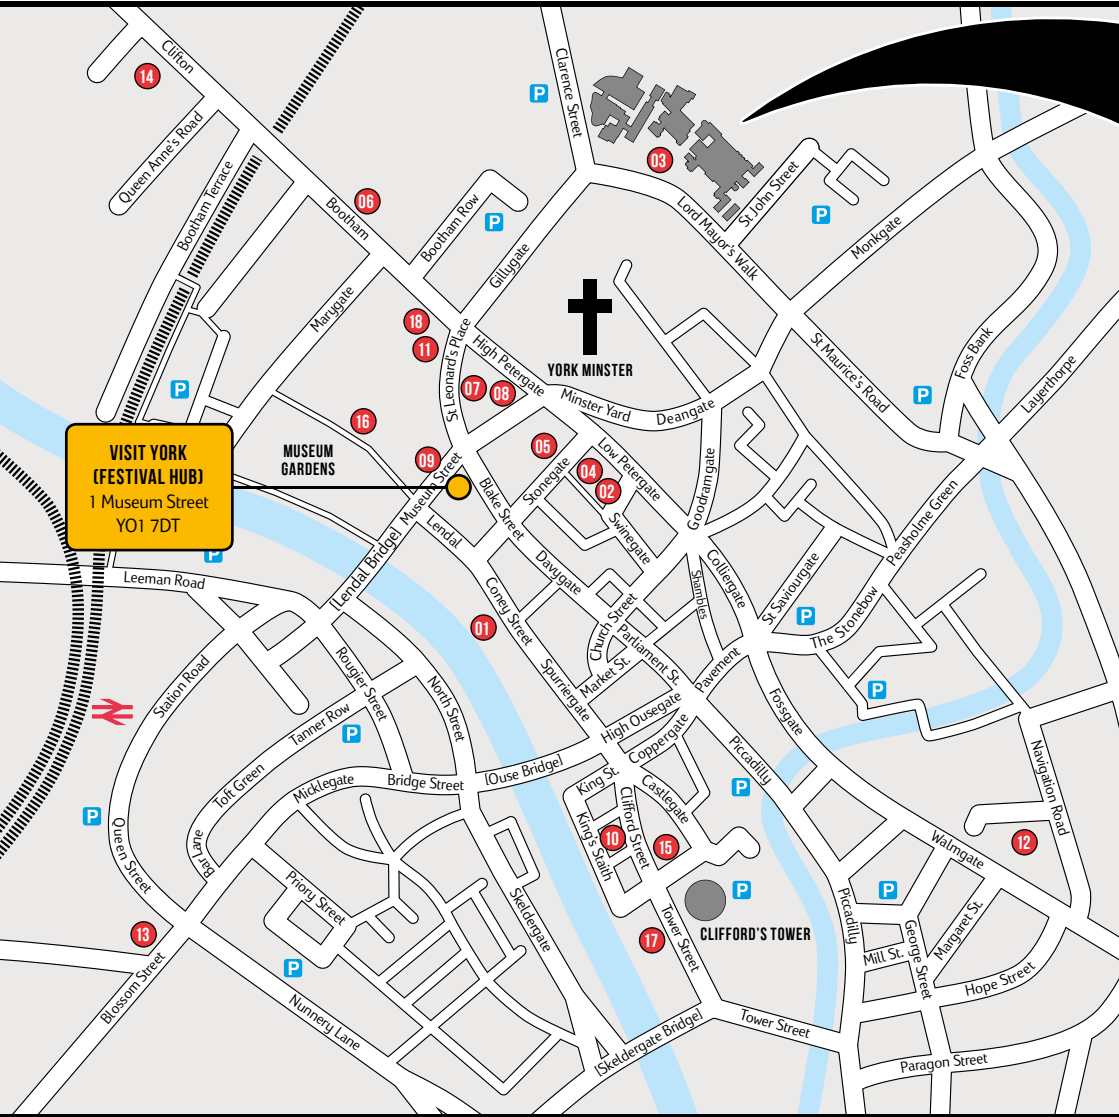 Clifton
14
P
Clarence Street
03
Queen Anne's Road
Bootham Terrace
06
Bootham
Bootham Row
P
Gillygate
Lord Mayor's Walk
St John Street
P
Monkgate
Marygate
18
11
St Leonard's Place
High Petergate
YORK MINSTER
07
08
Minster Yard
Deangate
St Maurice's Road
Foss Bank
P
Layerthorpe
P
16
MUSEUM
GARDENS
09
Museum Street
VISIT YORK
(FESTIVAL HUB)
1 Museum Street
YO1 7DT
P
05
Stonegate
04
02
Low Petergate
Goodramgate
Blake Street
Lendal
Swinegate
Davygate
Peasholme Green
[Lendal Bridge]
Leeman Road
Coney Street
01
Church Street
Shambles
Colliergate
St Saviourgate
P
The Stonebow
Parliament St.
Market St.
Spurriergate
Pavement
Station Road
Rougier Street
North Street
Tanner Row
P
High Ousegate
Coppergate
Fossgate
P
Piccadilly
Toft Green
Micklegate
Bridge Street
[Ouse Bridge]
King St.
Castlegate
P
Navigation Road
P
Queen Street
Bar Lane
King's Staith
10
Clifford Street
15
12
Walmgate
Priory Street
Skeldergate
P
CLIFFORD'S TOWER
P
Piccadilly
13
Blossom Street
P
17
Tower Street
Mill St.
George Street
Margaret St.
Hope Street
Nunnery Lane
[Skeldergate Bridge]
Tower Street
Paragon Street